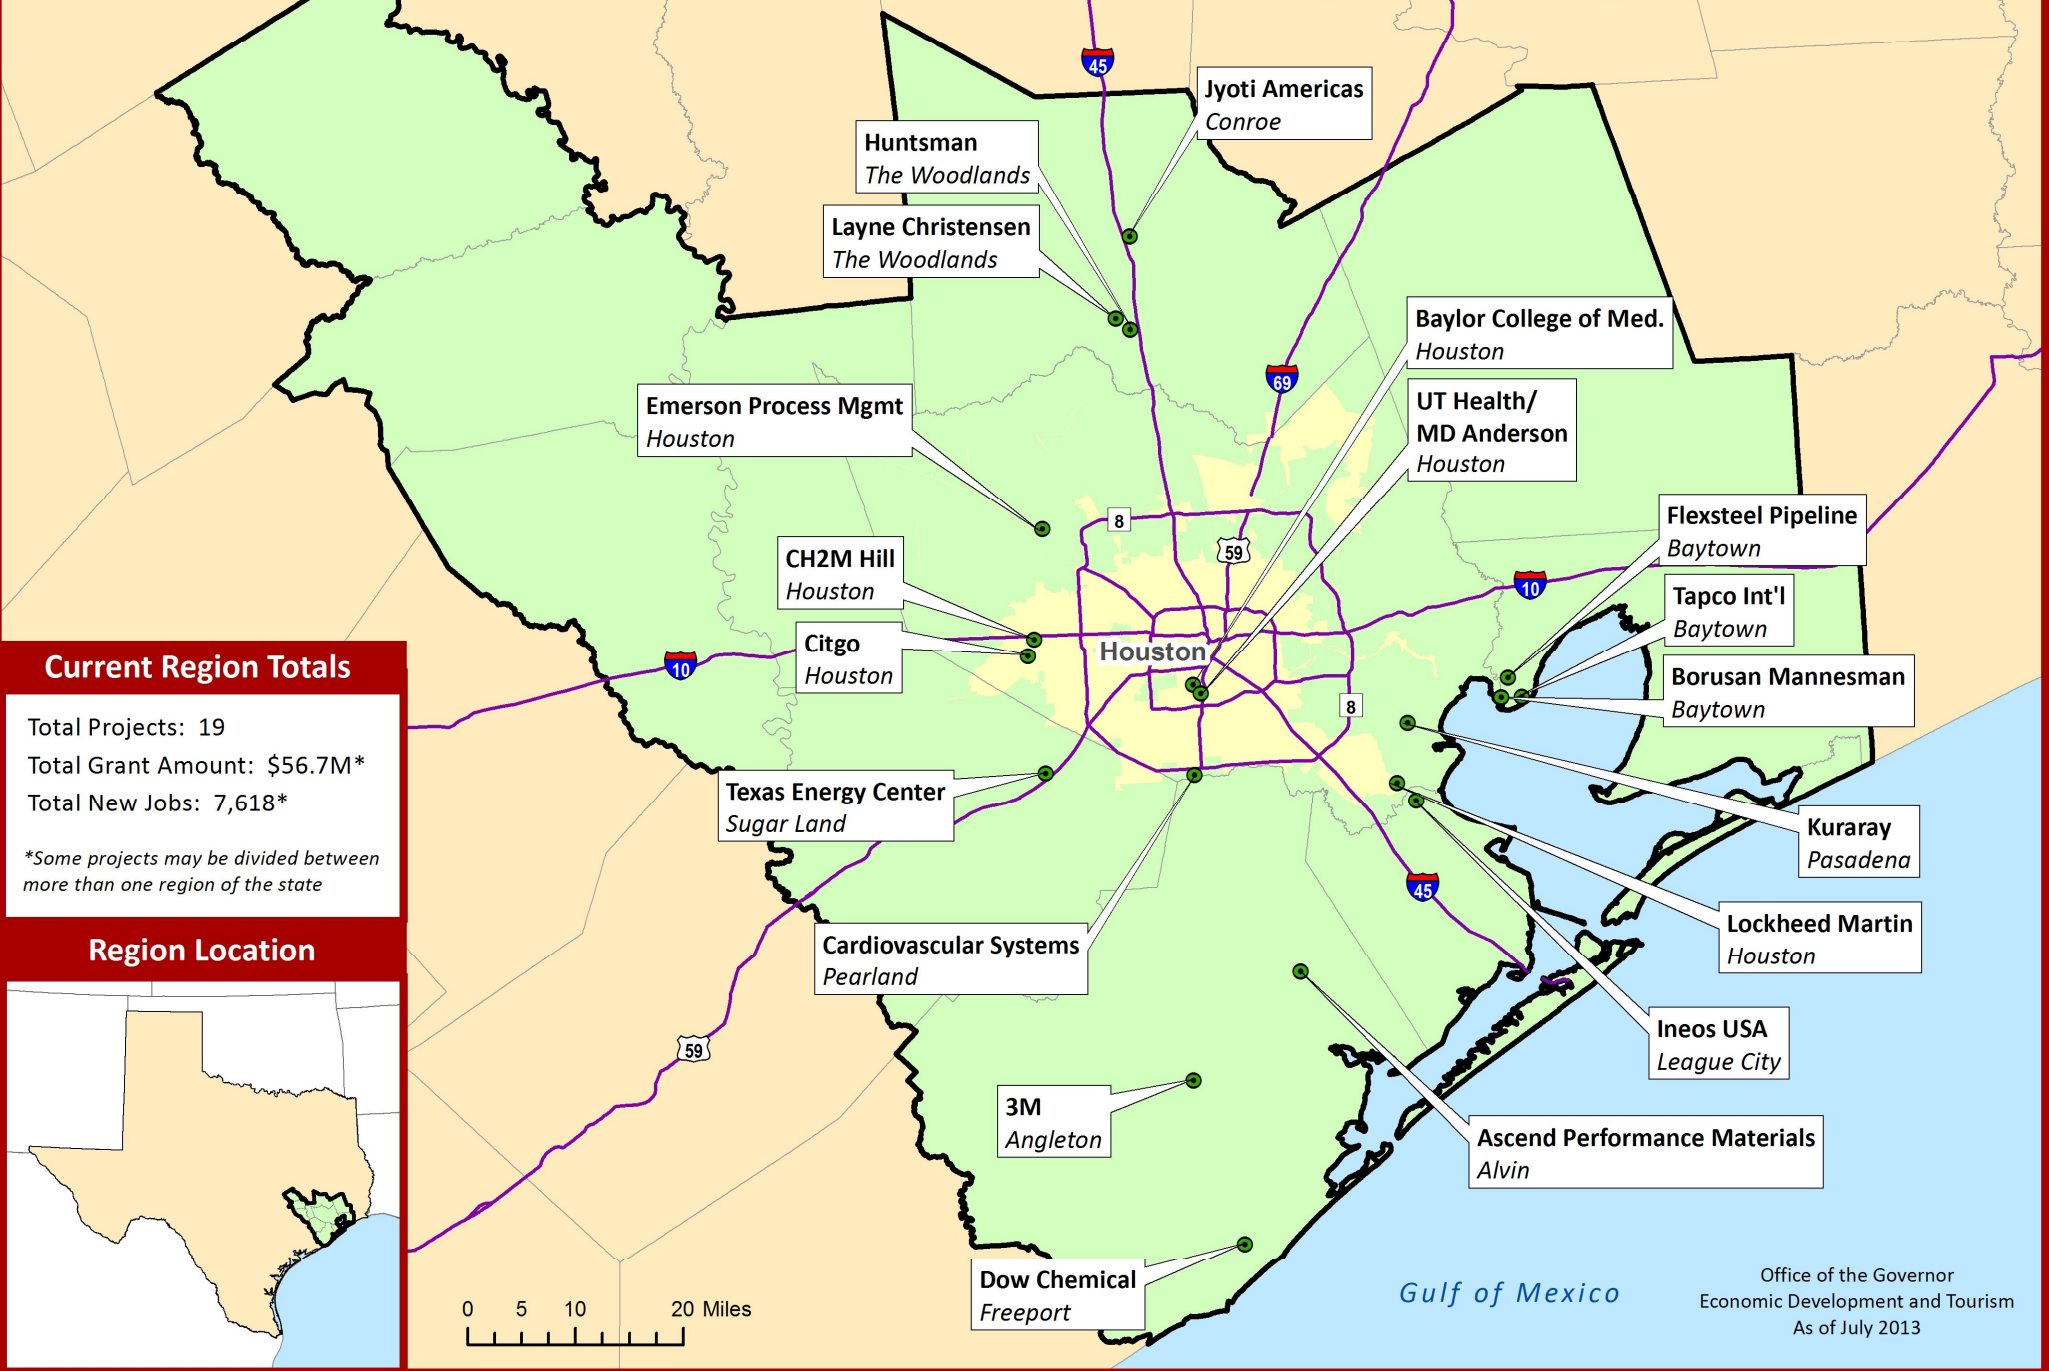 45
Jyoti Americas
Conroe
Huntsman
The Woodlands
Layne Christensen
The Woodlands
Baylor College of Med.
Houston
69
UT Health/
MD Anderson
Houston
Emerson Process Mgmt
Houston
Flexsteel Pipeline
Baytown
8
59
CH2M Hill
Houston
10
Tapco Int'l
Baytown
Citgo
Houston
Houston
10
Borusan Mannesman
Baytown
8
Current Region Totals
Total Projects: 19
Total Grant Amount: $56.7M*
Total New Jobs: 7,618*
*Some projects may be divided between
more than one region of the state
Texas Energy Center
Sugar Land
Kuraray
Pasadena
45
Lockheed Martin
Houston
Cardiovascular Systems
Pearland
Region Location
59
Ineos USA
League City
3M
Angleton
Ascend Performance Materials
Alvin
Dow Chemical
Freeport
Gulf of Mexico
0 5 10 20 Miles
Office of the Governor
Economic Development and Tourism
As of July 2013